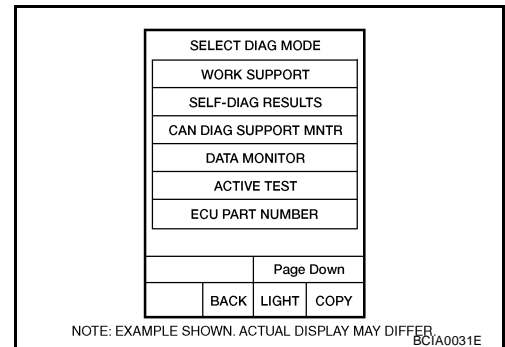 SELECT DIAG MODE
WORK SUPPORT
SELF-DIAG RESULTS
CAN DIAG SUPPORT MNTR
DATA MONITOR
ACTIVE TEST
ECU PART NUMBER
Page Down
BACK LIGHT COPY
NOTE: EXAMPLE SHOWN. ACTUAL DISPLAY MAY DIFFER.
BCIA0031E